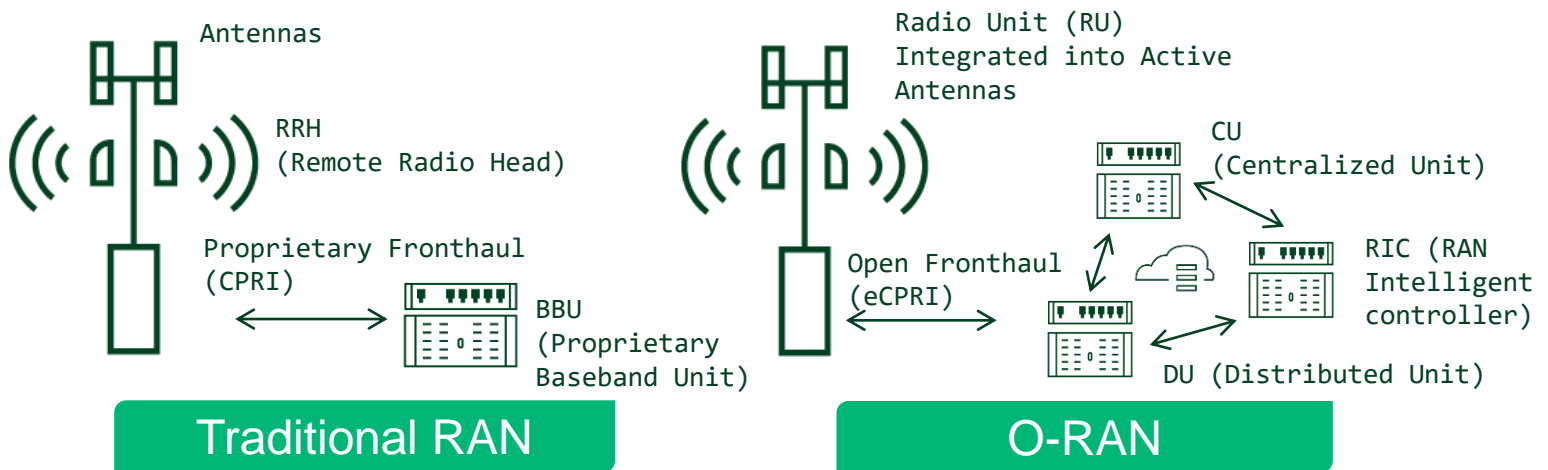 Antennas
RRH
(Remote Radio Head)
Proprietary Fronthaul
(CPRI)
BBU
(Proprietary
Baseband Unit)
Traditional RAN
Radio Unit (RU)
Integrated into Active
Antennas
CU
(Centralized Unit)
Open Fronthaul
(eCPRI)
RIC (RAN
Intelligent
controller)
DU (Distributed Unit)
O-RAN